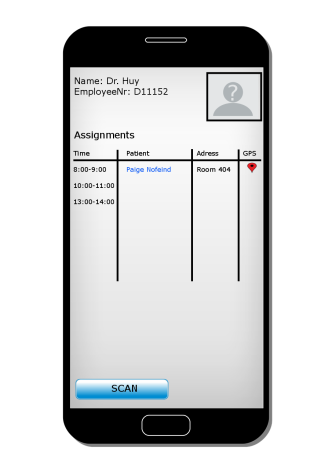 Name: Dr. Huy
EmployeeNr: D11152
Assignments
Time Patient Adress GPS
8:00-9:00 Paige Nofeind Room 404
10:00-11:00
13:00-14:00
SCAN